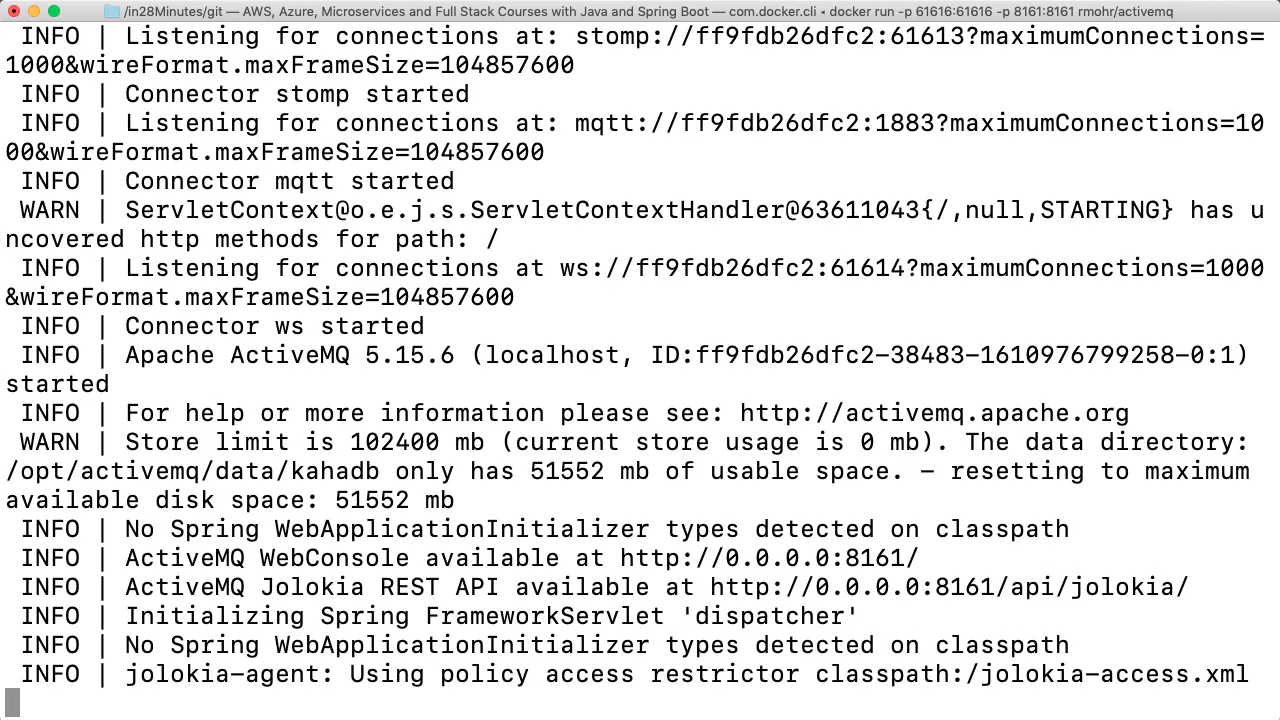 /in28Minutes/git — AWS, Azure, Microservices and Full Stack Courses with Java and Spring Boot — com.docker.cli ◂ docker run -p 61616:61616 -p 8161:8161 rmohr/activemq
INFO | Listening for connections at: stomp://ff9fdb26dfc2:61613?maximumConnections=
1000&wireFormat.maxFrameSize=104857600
INFO | Connector stomp started
INFO | Listening for connections at: mqtt://ff9fdb26dfc2:1883?maximumConnections=10
00&wireFormat.maxFrameSize=104857600
INFO | Connector mqtt started
WARN | ServletContext@o.e.j.s.ServletContextHandler@63611043{/,null,STARTING} has u
ncovered http methods for path: /
INFO | Listening for connections at ws://ff9fdb26dfc2:61614?maximumConnections=1000
&wireFormat.maxFrameSize=104857600
INFO | Connector ws started
INFO | Apache ActiveMQ 5.15.6 (localhost, ID:ff9fdb26dfc2-38483-1610976799258-0:1)
started
INFO | For help or more information please see: http://activemq.apache.org
WARN | Store limit is 102400 mb (current store usage is 0 mb). The data directory:
/opt/activemq/data/kahadb only has 51552 mb of usable space. - resetting to maximum
available disk space: 51552 mb
INFO | No Spring WebApplicationInitializer types detected on classpath
INFO | ActiveMQ WebConsole available at http://0.0.0.0:8161/
INFO | ActiveMQ Jolokia REST API available at http://0.0.0.0:8161/api/jolokia/
INFO | Initializing Spring FrameworkServlet 'dispatcher'
INFO | No Spring WebApplicationInitializer types detected on classpath
INFO | jolokia-agent: Using policy access restrictor classpath:/jolokia-access.xml